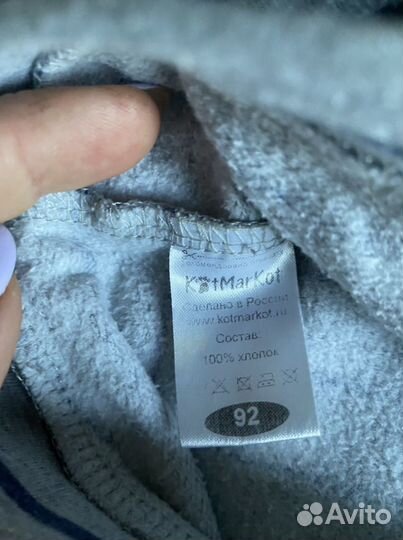 KotMarKot
Сделано в России
www.kotmarkot.ru
Состав:
100% хлопок
92
Avito